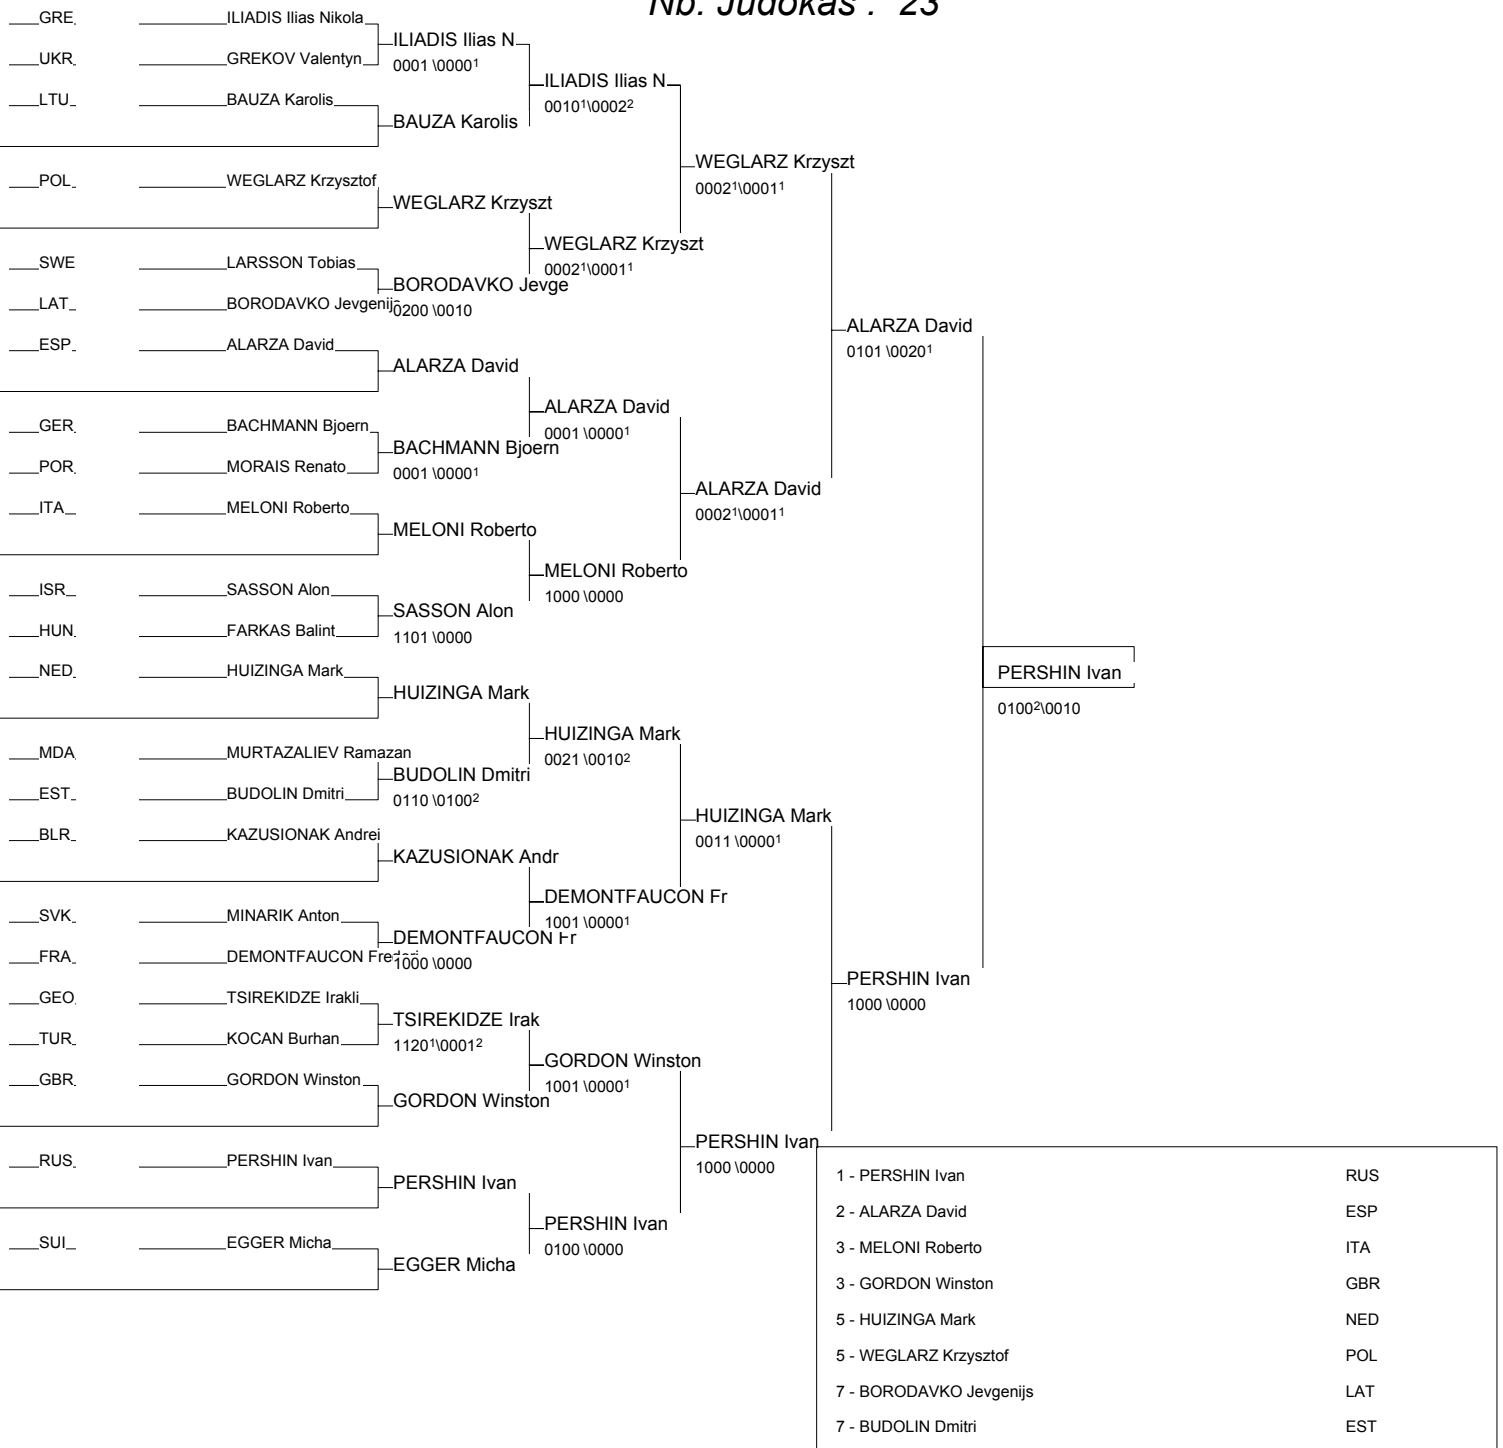 Nb. Judokas : 23
GRE ILIADIS Ilias Nikola
ILIADIS Ilias N
0001 \0000¹
UKR GREKOV Valentyn
ILIADIS Ilias N
0010¹\0002²
LTU BAUZA Karolis
BAUZA Karolis
WEGLARZ Krzyszt
0002¹\0001¹
POL WEGLARZ Krzysztof
WEGLARZ Krzyszt
WEGLARZ Krzyszt
0002¹\0001¹
SWE LARSSON Tobias
BORODAVKO Jevge
0200 \0010
LAT BORODAVKO Jevgenijs
ALARZA David
0101 \0020¹
ESP ALARZA David
ALARZA David
ALARZA David
0001 \0000¹
GER BACHMANN Bjoern
BACHMANN Bjoern
0001 \0000¹
POR MORAIS Renato
ALARZA David
0002¹\0001¹
ITA MELONI Roberto
MELONI Roberto
MELONI Roberto
1000 \0000
ISR SASSON Alon
SASSON Alon
1101 \0000
HUN FARKAS Balint
PERSHIN Ivan
0100²\0010
NED HUIZINGA Mark
HUIZINGA Mark
HUIZINGA Mark
0021 \0010²
MDA MURTAZALIEV Ramazan
BUDOLIN Dmitri
0110 \0100²
EST BUDOLIN Dmitri
HUIZINGA Mark
0011 \0000¹
BLR KAZUSIONAK Andrei
KAZUSIONAK Andr
DEMONTFAUCON Fr
1001 \0000¹
SVK MINARIK Anton
DEMONTFAUCON Fr
1000 \0000
FRA DEMONTFAUCON Frederi
PERSHIN Ivan
1000 \0000
GEO TSIREKIDZE Irakli
TSIREKIDZE Irak
1120¹\0001²
TUR KOCAN Burhan
GORDON Winston
1001 \0000¹
GBR GORDON Winston
GORDON Winston
PERSHIN Ivan
1000 \0000
RUS PERSHIN Ivan
PERSHIN Ivan
PERSHIN Ivan
0100 \0000
SUI EGGER Micha
EGGER Micha
1 - PERSHIN Ivan RUS
2 - ALARZA David ESP
3 - MELONI Roberto ITA
3 - GORDON Winston GBR
5 - HUIZINGA Mark NED
5 - WEGLARZ Krzysztof POL
7 - BORODAVKO Jevgenijs LAT
7 - BUDOLIN Dmitri EST